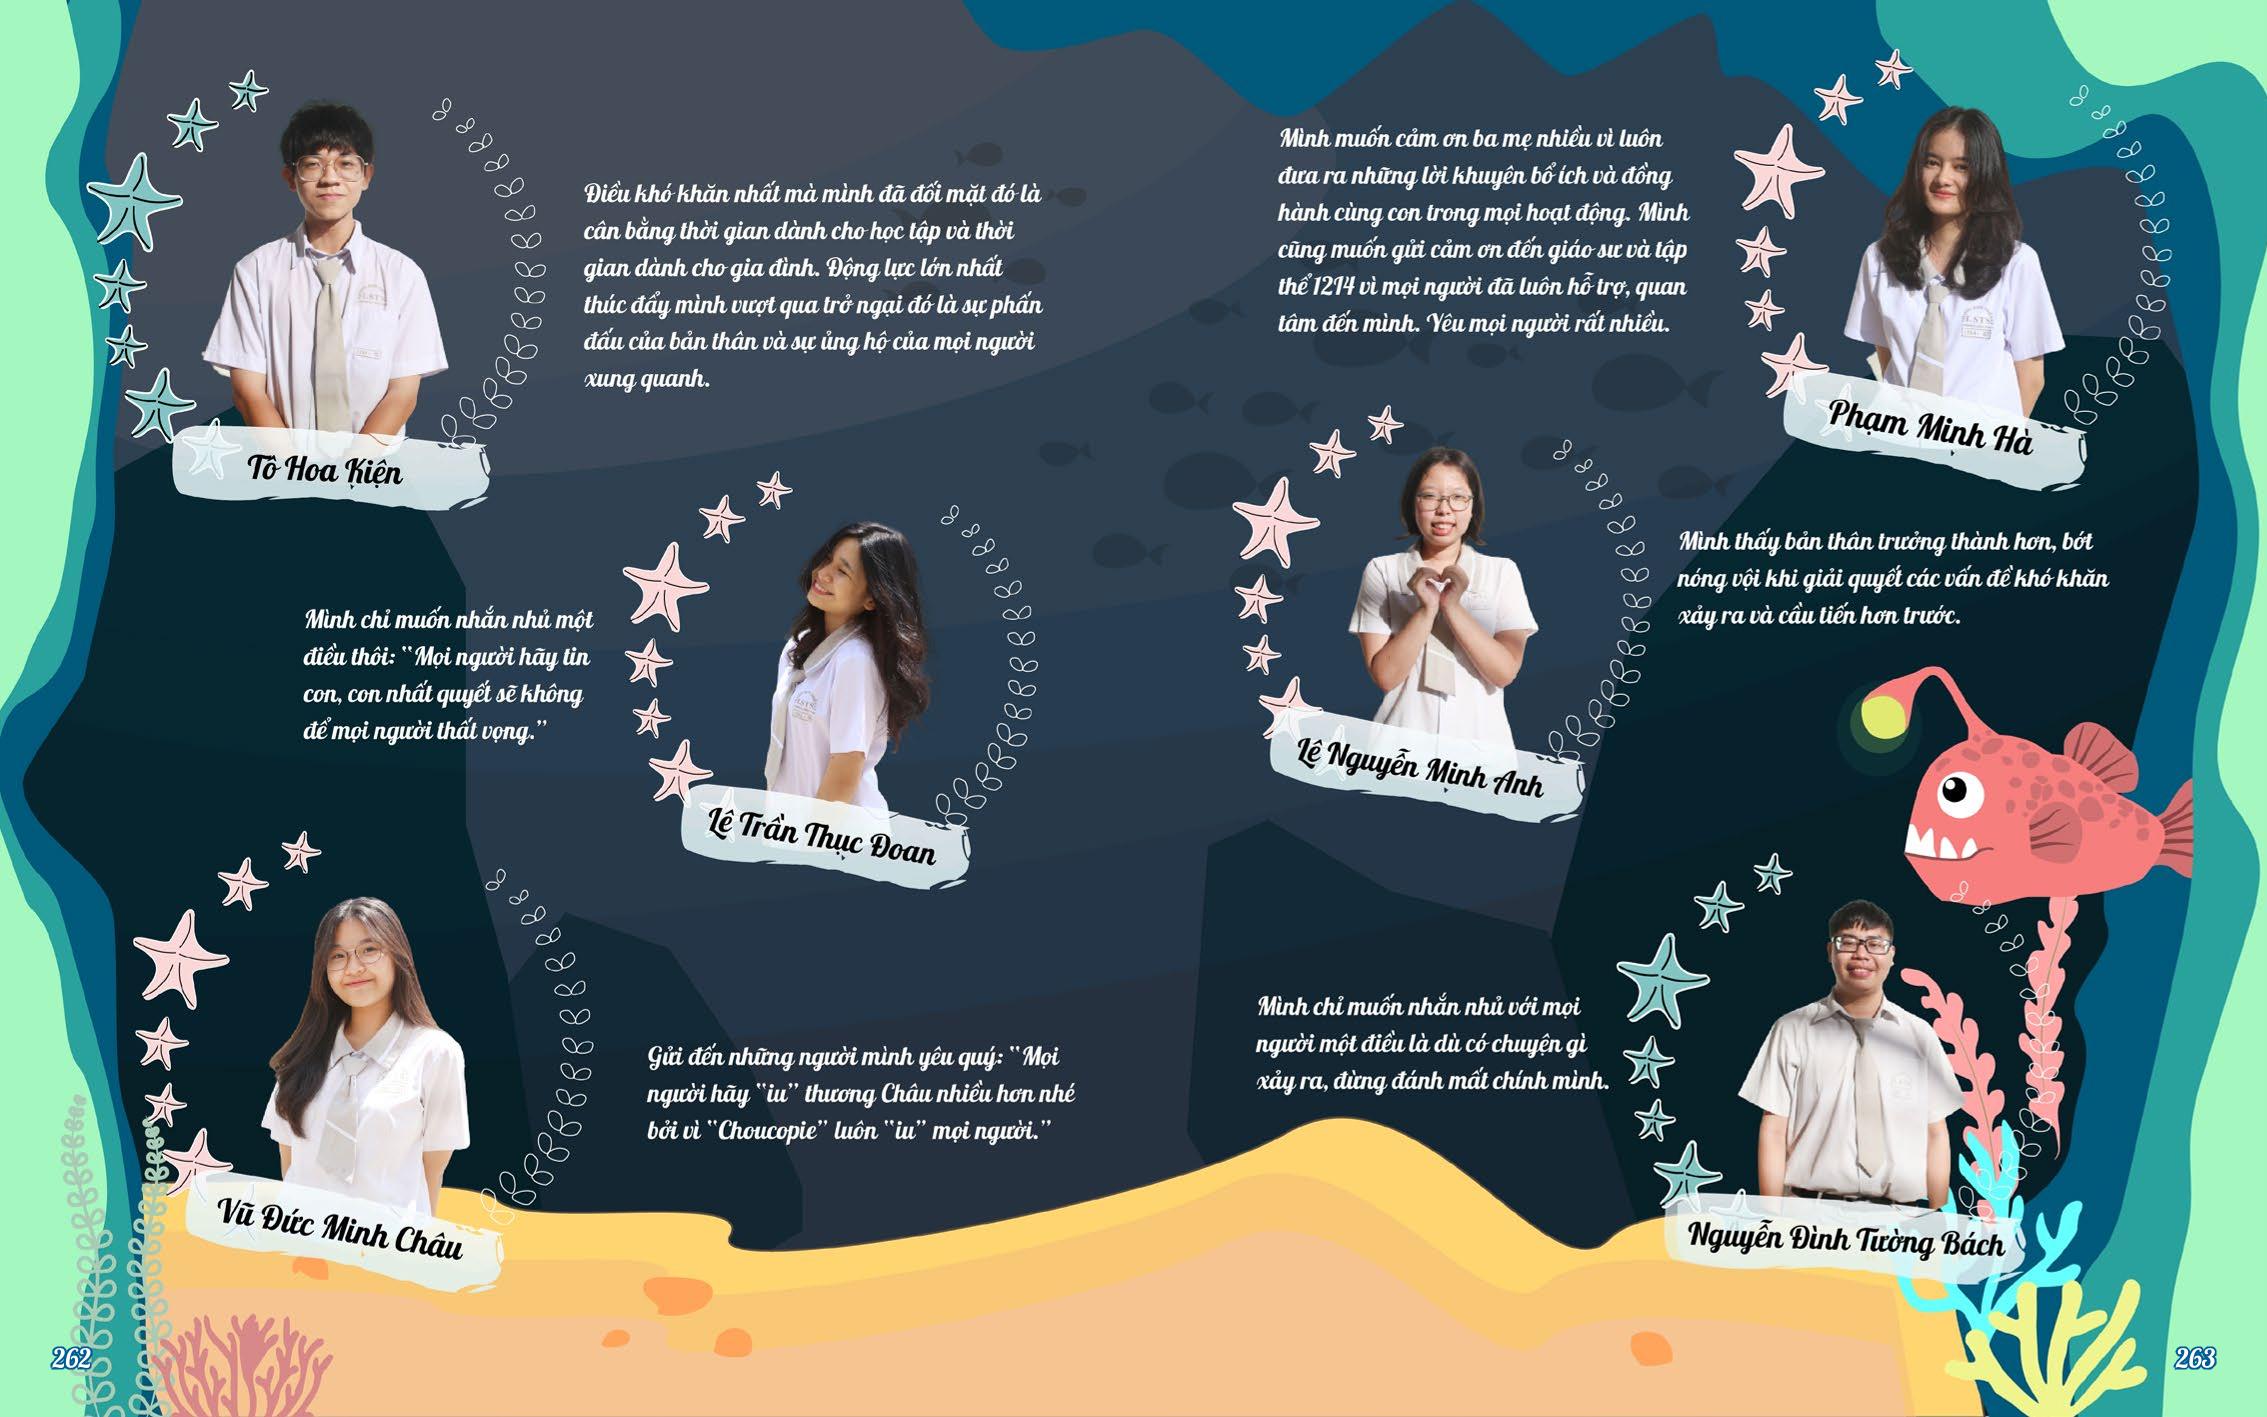 Điều khó khăn nhất mà mình đã đối mặt đó là
cân bằng thời gian dành cho học tập và thời
gian dành cho gia đình. Động lực lớn nhất
thúc đẩy mình vượt qua trở ngại đó là sự phấn
đấu của bản thân và sự ủng hộ của mọi người
xung quanh.
Tô Hoa Kiện
Mình chỉ muốn nhắn nhủ một
điều thôi: “Mọi người hãy tin
con, con nhất quyết sẽ không
để mọi người thất vọng.”
Lê Trần Thục Đoan
Gửi đến những người mình yêu quý: “Mọi
người hãy “iu” thương Châu nhiều hơn nhé
bởi vì “Choucopie” luôn “iu” mọi người.”
Vũ Đức Minh Châu
262
Mình muốn cảm ơn ba mẹ nhiều vì luôn
đưa ra những lời khuyên bổ ích và đồng
hành cùng con trong mọi hoạt động. Mình
cũng muốn gửi cảm ơn đến giáo sư và tập
thể 12I4 vì mọi người đã luôn hỗ trợ, quan
tâm đến mình. Yêu mọi người rất nhiều.
Phạm Minh Hà
Mình thấy bản thân trưởng thành hơn, bớt
nóng vội khi giải quyết các vấn đề khó khăn
xảy ra và cầu tiến hơn trước.
Lê Nguyễn Minh Anh
Mình chỉ muốn nhắn nhủ với mọi
người một điều là dù có chuyện gì
xảy ra, đừng đánh mất chính mình.
Nguyễn Đình Tường Bách
263